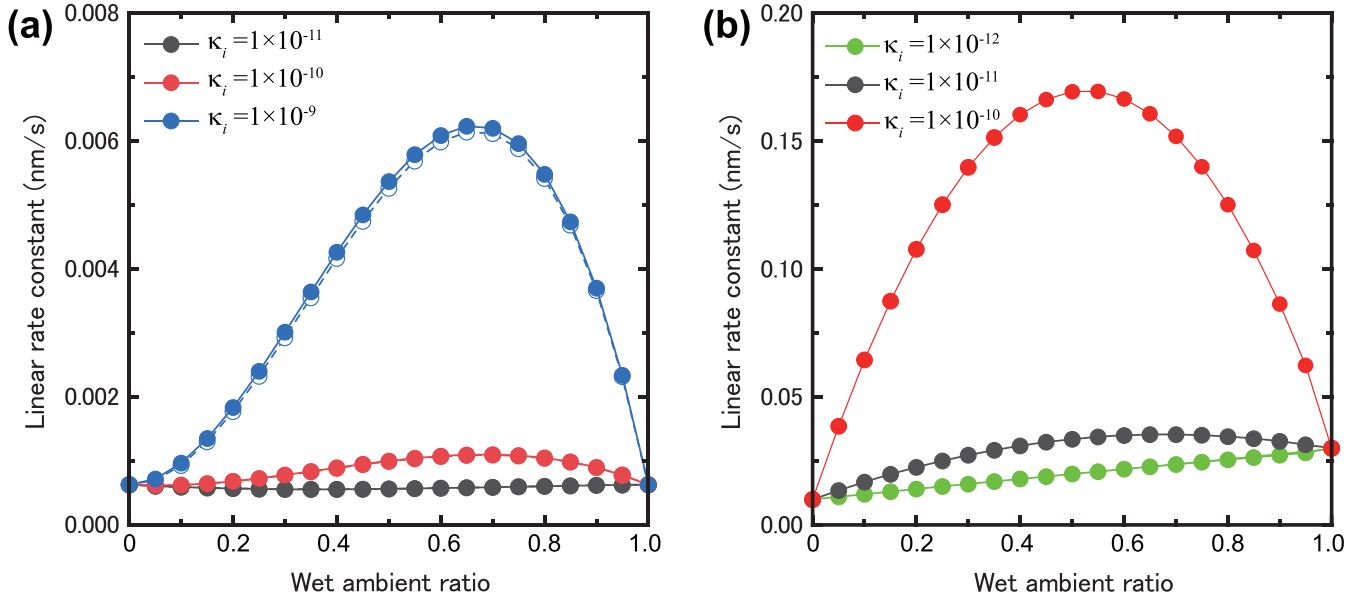 (a)
κᵢ =1×10⁻¹¹
κᵢ =1×10⁻¹⁰
κᵢ =1×10⁻⁹
Linear rate constant (nm/s)
0.008
0.006
0.004
0.002
0.000
0 0.2 0.4 0.6 0.8 1.0
Wet ambient ratio
(b)
κᵢ =1×10⁻¹²
κᵢ =1×10⁻¹¹
κᵢ =1×10⁻¹⁰
Linear rate constant (nm/s)
0.20
0.15
0.10
0.05
0.00
0 0.2 0.4 0.6 0.8 1.0
Wet ambient ratio